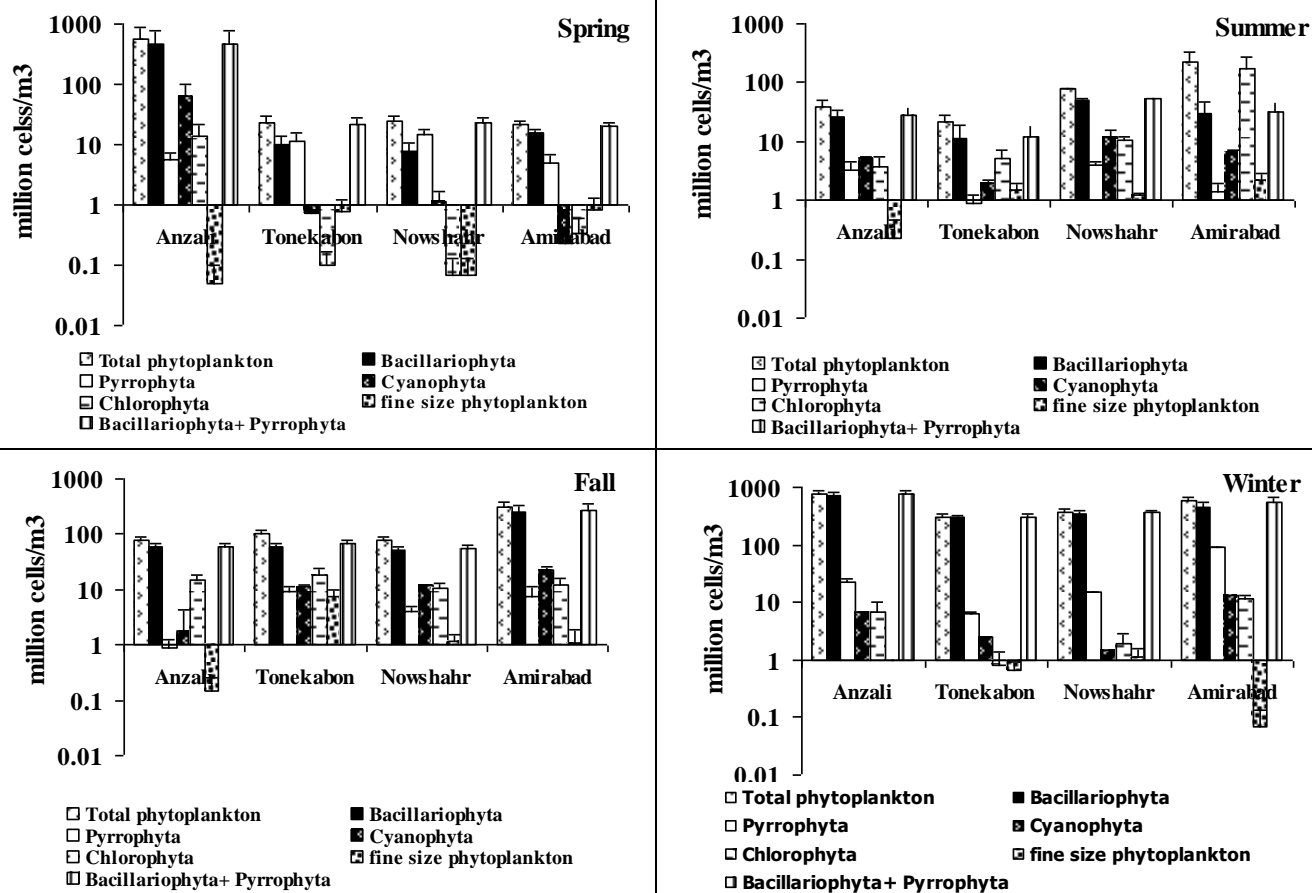 Spring
million celss/m3
1000
100
10
1
0.1
0.01
Anzali Tonekabon Nowshahr Amirabad
Total phytoplankton Bacillariophyta
Pyrrophyta Cyanophyta
Chlorophyta fine size phytoplankton
Bacillariophyta+ Pyrrophyta
Summer
million cells/m3
1000
100
10
1
0.1
0.01
Anzali Tonekabon Nowshahr Amirabad
Total phytoplankton Bacillariophyta
Pyrrophyta Cyanophyta
Chlorophyta fine size phytoplankton
Bacillariophyta+ Pyrrophyta
Fall
million cells/m3
1000
100
10
1
0.1
0.01
Anzali Tonekabon Nowshahr Amirabad
Total phytoplankton Bacillariophyta
Pyrrophyta Cyanophyta
Chlorophyta fine size phytoplankton
Bacillariophyta+ Pyrrophyta
Winter
million cells/m3
1000
100
10
1
0.1
0.01
Anzali Tonekabon Nowshahr Amirabad
Total phytoplankton Bacillariophyta
Pyrrophyta Cyanophyta
Chlorophyta fine size phytoplankton
Bacillariophyta+ Pyrrophyta